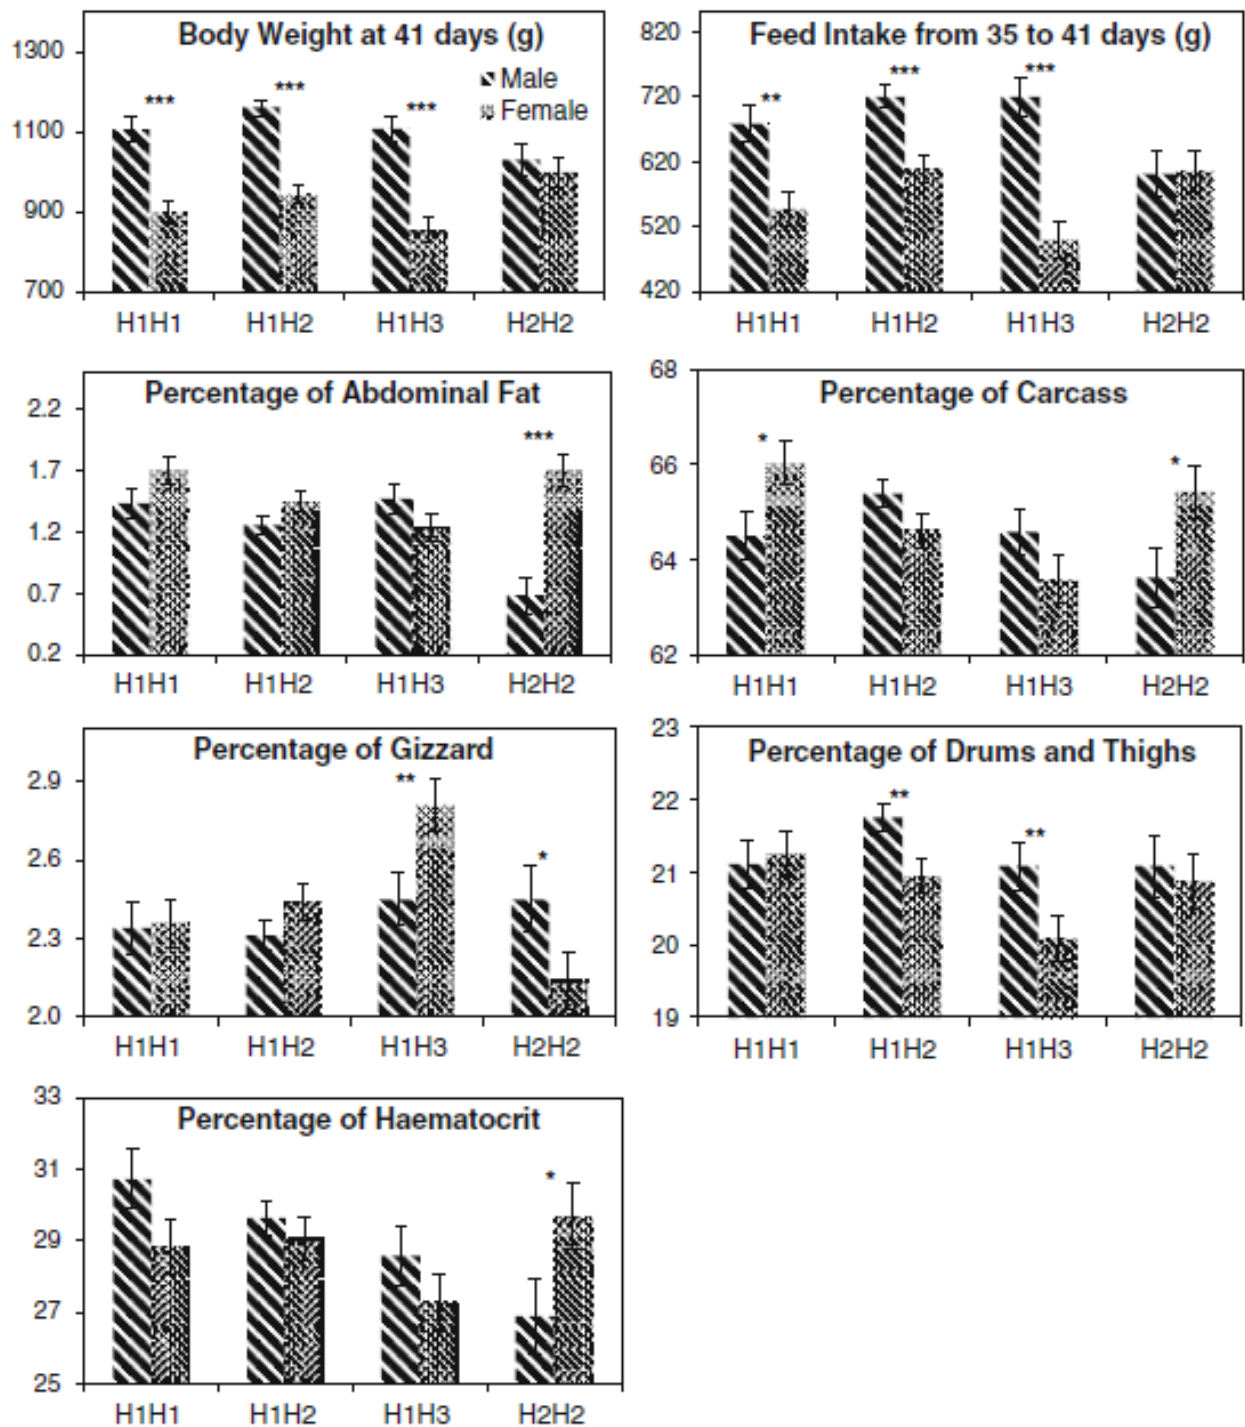 Body Weight at 41 days (g)
1300
1100
900
700
Male
Female
***
***
***
H1H1 H1H2 H1H3 H2H2
Feed Intake from 35 to 41 days (g)
820
720
620
520
420
**
***
***
H1H1 H1H2 H1H3 H2H2
Percentage of Abdominal Fat
2.2
1.7
1.2
0.7
0.2
***
H1H1 H1H2 H1H3 H2H2
Percentage of Carcass
68
66
64
62
*
*
H1H1 H1H2 H1H3 H2H2
Percentage of Gizzard
2.9
2.6
2.3
2.0
**
*
H1H1 H1H2 H1H3 H2H2
Percentage of Drums and Thighs
23
22
21
20
19
**
**
H1H1 H1H2 H1H3 H2H2
Percentage of Haematocrit
33
31
29
27
25
*
H1H1 H1H2 H1H3 H2H2